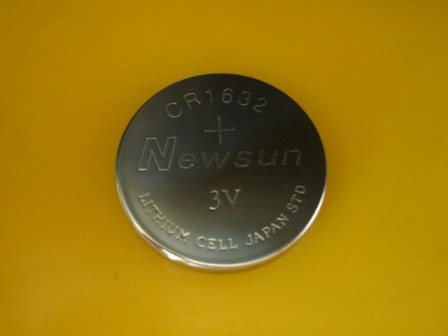 CR1632
+
Newsun
3V
LITHIUM CELL JAPAN STD